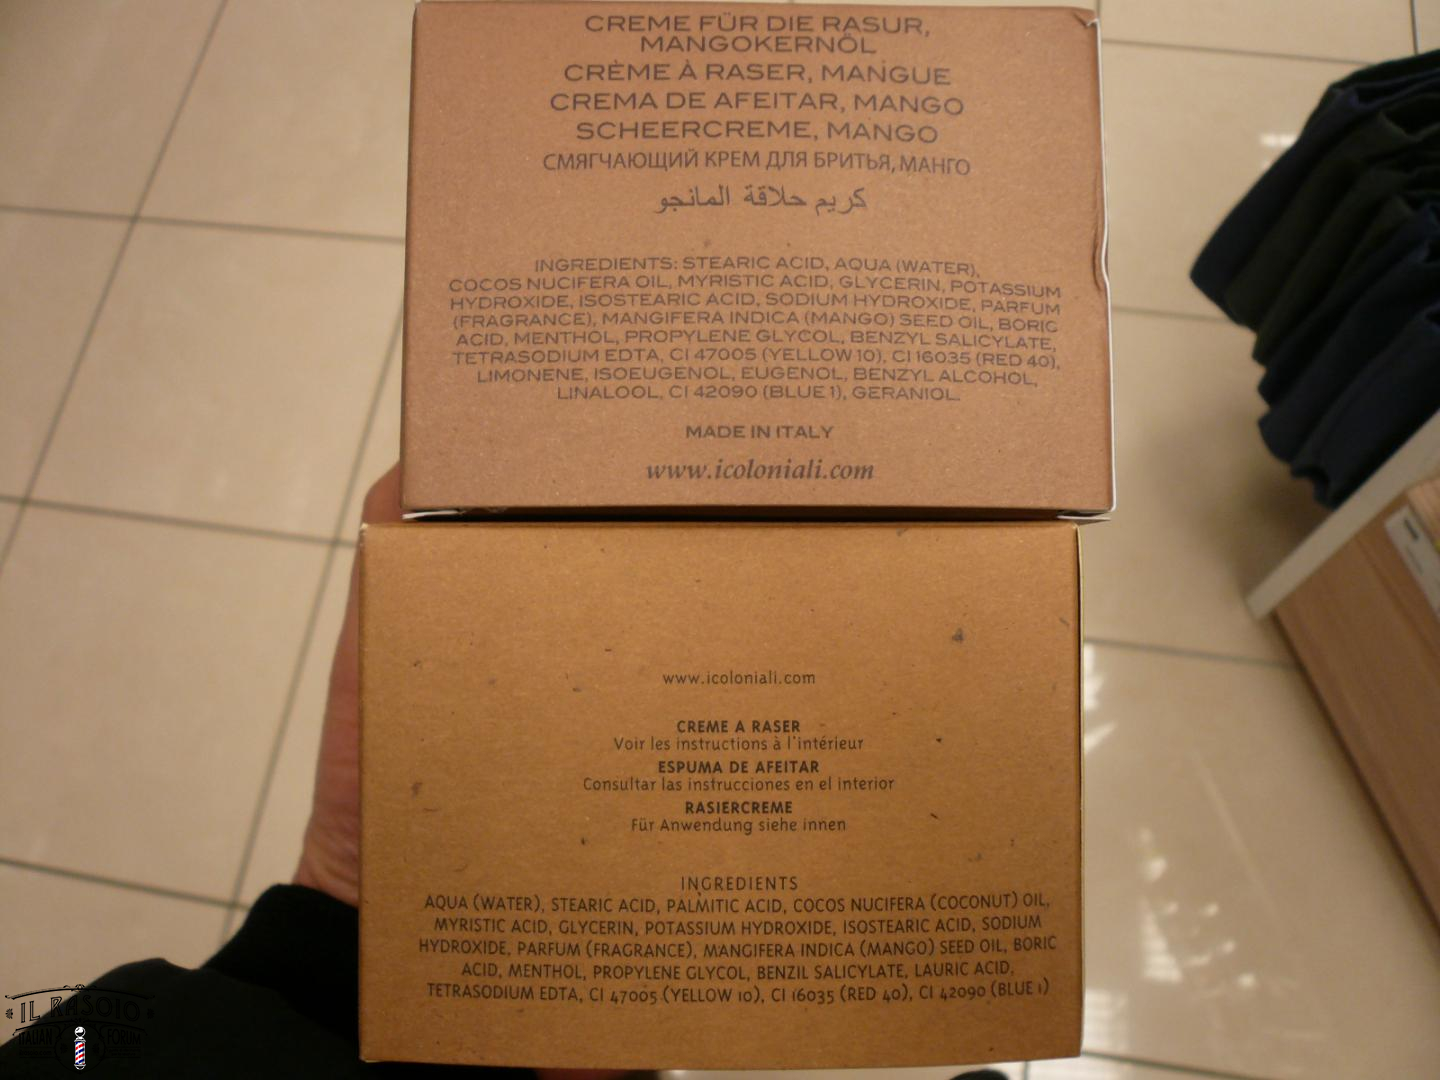 CREME FÜR DIE RASUR,
MANGOKERNÖL
CRÈME À RASER, MANGUE
CREMA DE AFEITAR, MANGO
SCHEERCREME, MANGO
СМЯГЧАЮЩИЙ КРЕМ ДЛЯ БРИТЬЯ, МАНГО
كريم حلاقة المانجو
INGREDIENTS: STEARIC ACID, AQUA (WATER),
COCOS NUCIFERA OIL, MYRISTIC ACID, GLYCERIN, POTASSIUM
HYDROXIDE, ISOSTEARIC ACID, SODIUM HYDROXIDE, PARFUM
(FRAGRANCE), MANGIFERA INDICA (MANGO) SEED OIL, BORIC
ACID, MENTHOL, PROPYLENE GLYCOL, BENZYL SALICYLATE,
TETRASODIUM EDTA, CI 47005 (YELLOW 10), CI 16035 (RED 40),
LIMONENE, ISOEUGENOL, EUGENOL, BENZYL ALCOHOL,
LINALOOL, CI 42090 (BLUE 1), GERANIOL.
MADE IN ITALY
www.icoloniali.com
www.icoloniali.com
CREME A RASER
Voir les instructions à l'intérieur
ESPUMA DE AFEITAR
Consultar las instrucciones en el interior
RASIERCREME
Für Anwendung siehe innen
INGREDIENTS
AQUA (WATER), STEARIC ACID, PALMITIC ACID, COCOS NUCIFERA (COCONUT) OIL,
MYRISTIC ACID, GLYCERIN, POTASSIUM HYDROXIDE, ISOSTEARIC ACID, SODIUM
HYDROXIDE, PARFUM (FRAGRANCE), MANGIFERA INDICA (MANGO) SEED OIL, BORIC
ACID, MENTHOL, PROPYLENE GLYCOL, BENZIL SALICYLATE, LAURIC ACID,
TETRASODIUM EDTA, CI 47005 (YELLOW 10), CI 16035 (RED 40), CI 42090 (BLUE 1)
IL RASOIO
ITALIAN FORUM